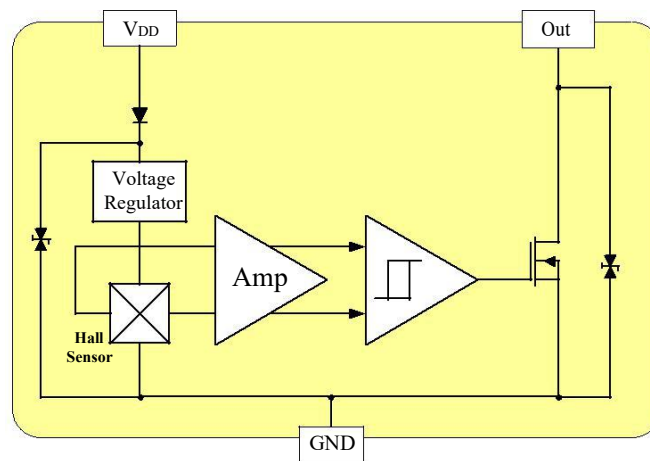 VDD
Out
Voltage
Regulator
Amp
Hall
Sensor
GND